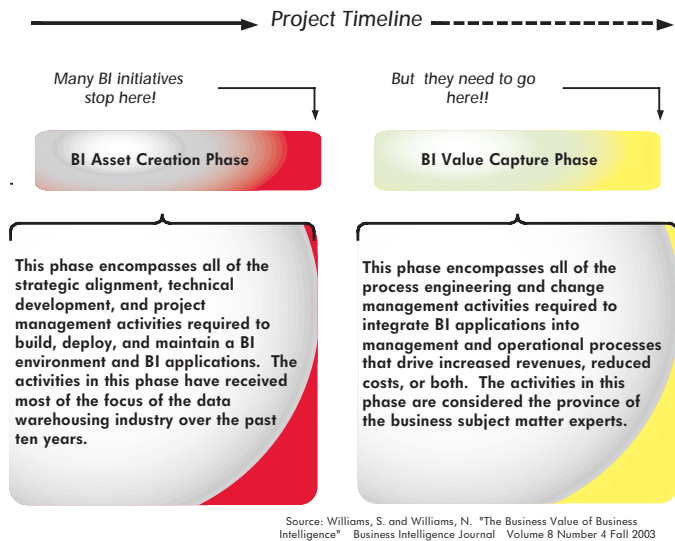 Project Timeline
Many BI initiatives
stop here!
But they need to go
here!!
BI Asset Creation Phase
BI Value Capture Phase
This phase encompasses all of the
strategic alignment, technical
development, and project
management activities required to
build, deploy, and maintain a BI
environment and BI applications. The
activities in this phase have received
most of the focus of the data
warehousing industry over the past
ten years.
This phase encompasses all of the
process engineering and change
management activities required to
integrate BI applications into
management and operational processes
that drive increased revenues, reduced
costs, or both. The activities in this
phase are considered the province of
the business subject matter experts.
Source: Williams, S. and Williams, N. "The Business Value of Business
Intelligence" Business Intelligence Journal Volume 8 Number 4 Fall 2003